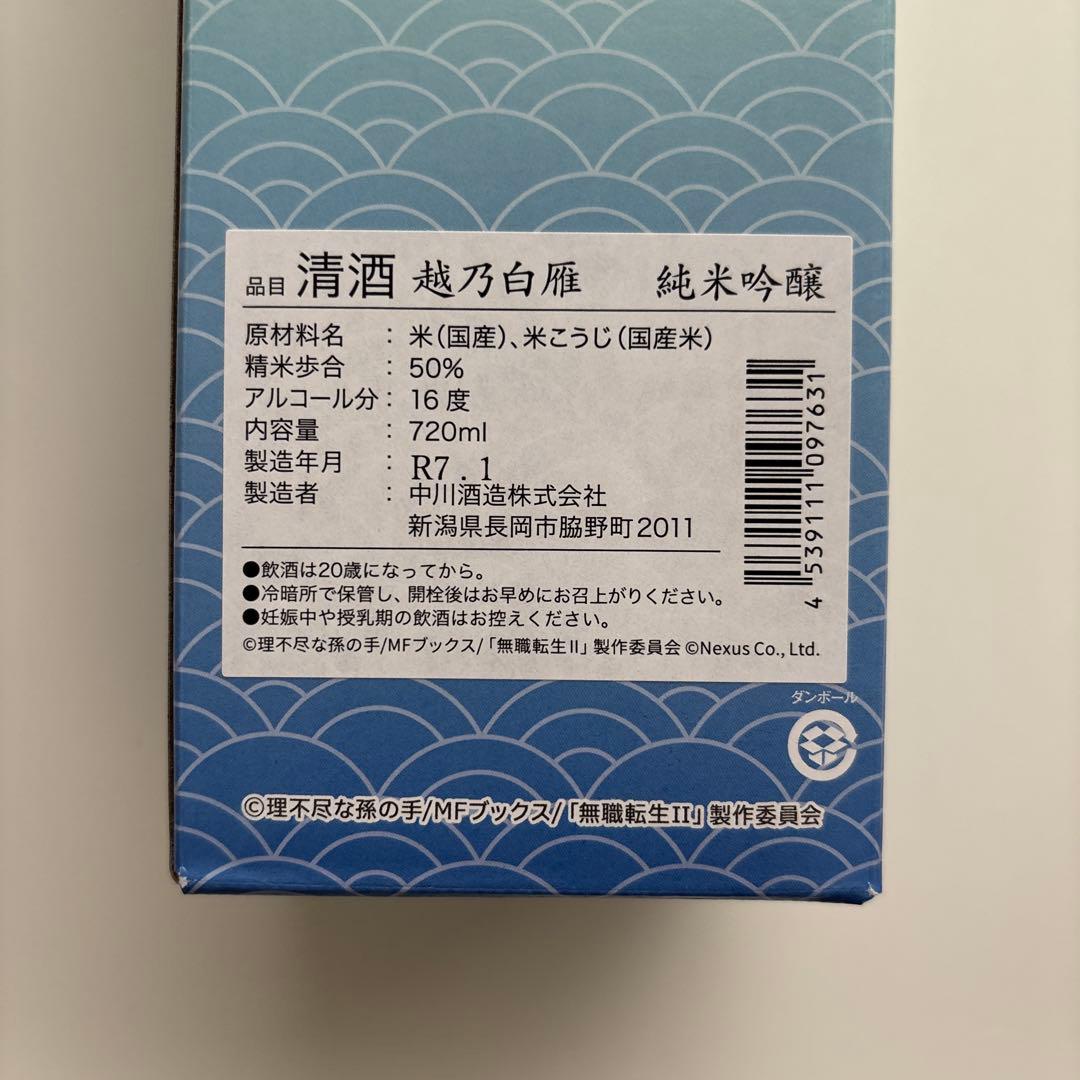 品目 清酒 越乃白雁 純米吟醸
原材料名 : 米(国産)、米こうじ(国産米)
精米歩合 : 50%
アルコール分 : 16度
内容量 : 720ml
製造年月 : R7.1
製造者 : 中川酒造株式会社
新潟県長岡市脇野町2011
●飲酒は20歳になってから。
●冷暗所で保管し、開栓後はお早めにお召上がりください。
●妊娠中や授乳期の飲酒はお控えください。
©理不尽な孫の手/MFブックス/「無職転生II」製作委員会 ©Nexus Co., Ltd.
4 539111 097631
ダンボール
©理不尽な孫の手/MFブックス/「無職転生II」製作委員会